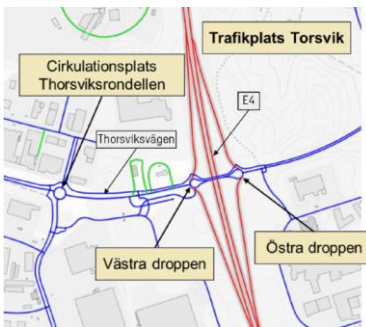 Trafikplats Torsvik
Cirkulationsplats
Thorsviksrondellen
E4
Thorsviksvägen
Västra droppen
Östra droppen